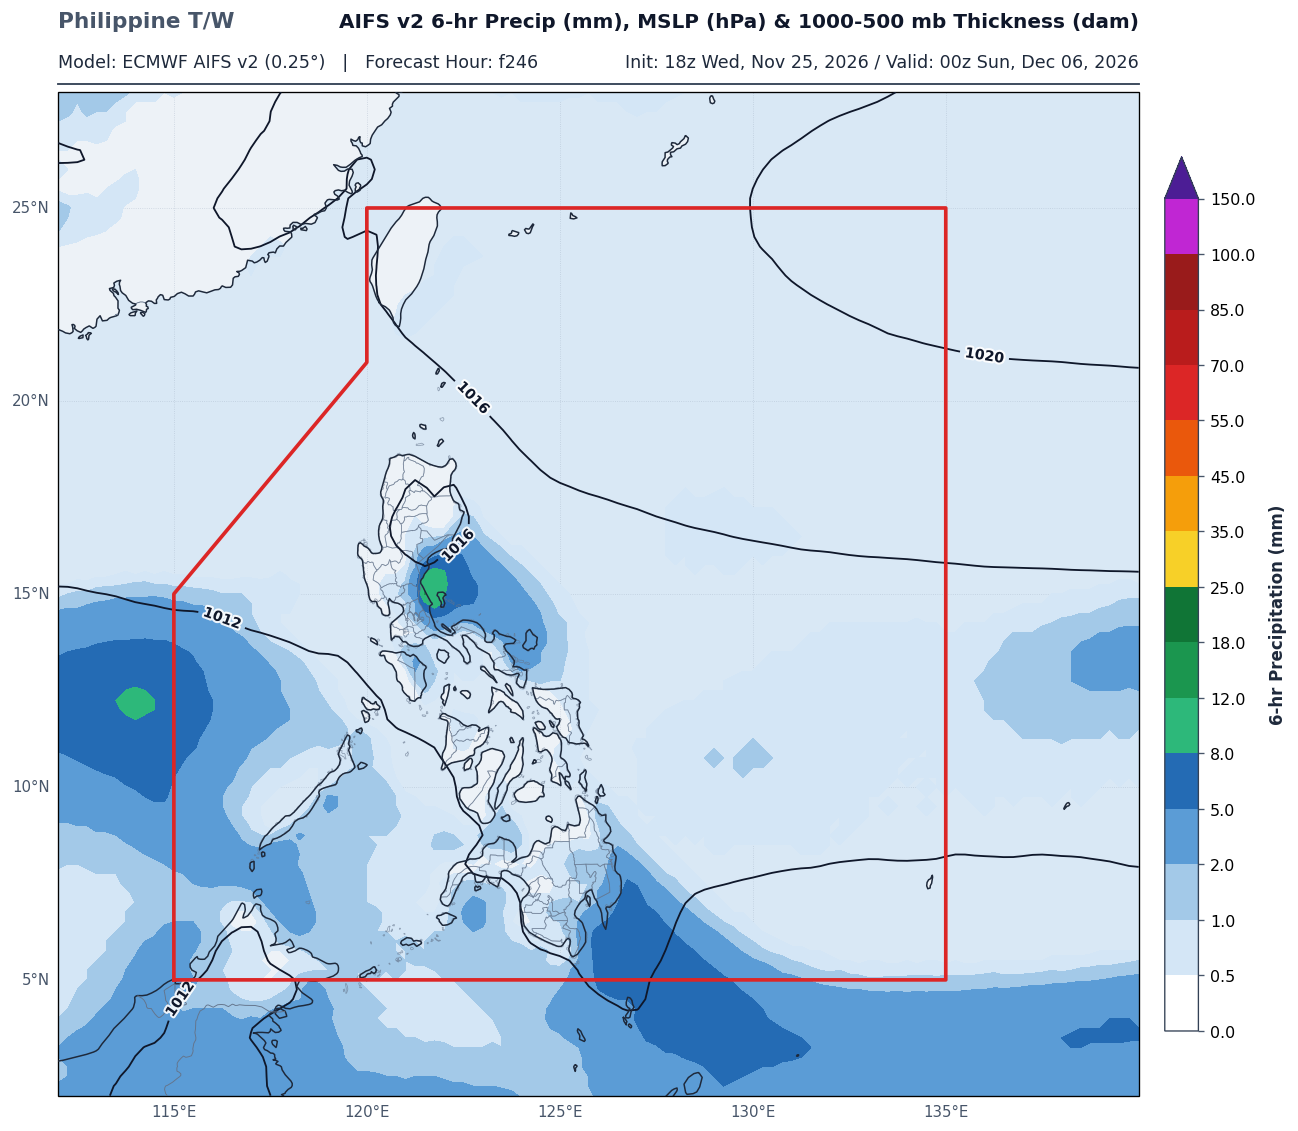 Philippine T/W
AIFS v2 6-hr Precip (mm), MSLP (hPa) & 1000-500 mb Thickness (dam)
Model: ECMWF AIFS v2 (0.25°) | Forecast Hour: f246
Init: 18z Wed, Nov 25, 2026 / Valid: 00z Sun, Dec 06, 2026
25°N
20°N
15°N
10°N
5°N
115°E
120°E
125°E
130°E
135°E
1020
1016
1016
1012
1012
150.0
100.0
85.0
70.0
55.0
45.0
35.0
25.0
18.0
12.0
8.0
5.0
2.0
1.0
0.5
0.0
6-hr Precipitation (mm)